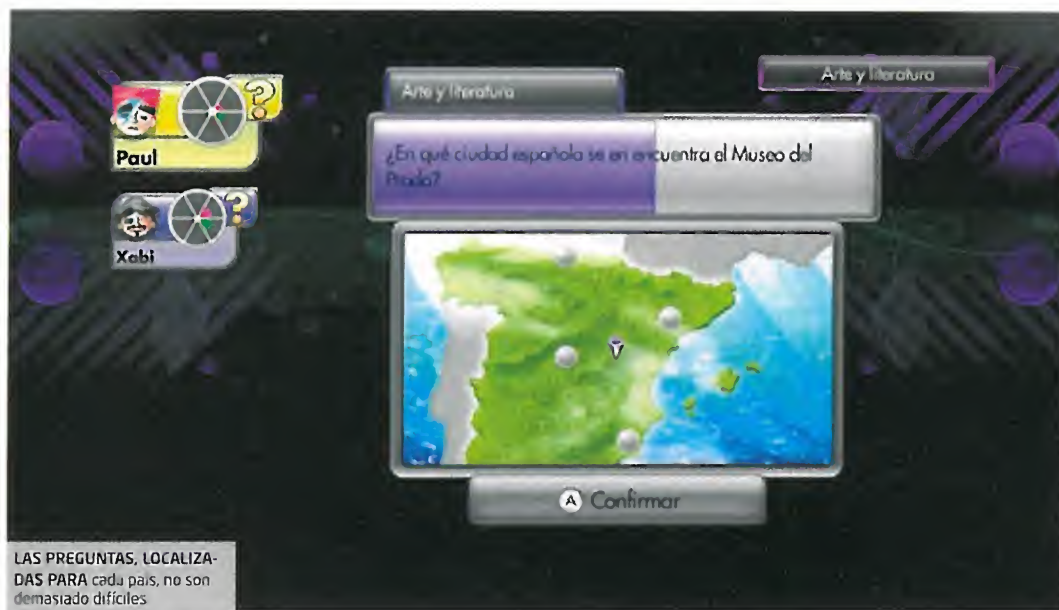 Arte y literatura
Arte y literatura
¿En qué ciudad española se en encuentra el Museo del
Prado?
Paul
?
Xabi
?
A Confirmar
LAS PREGUNTAS, LOCALIZA-
DAS PARA cada país, no son
demasiado difíciles